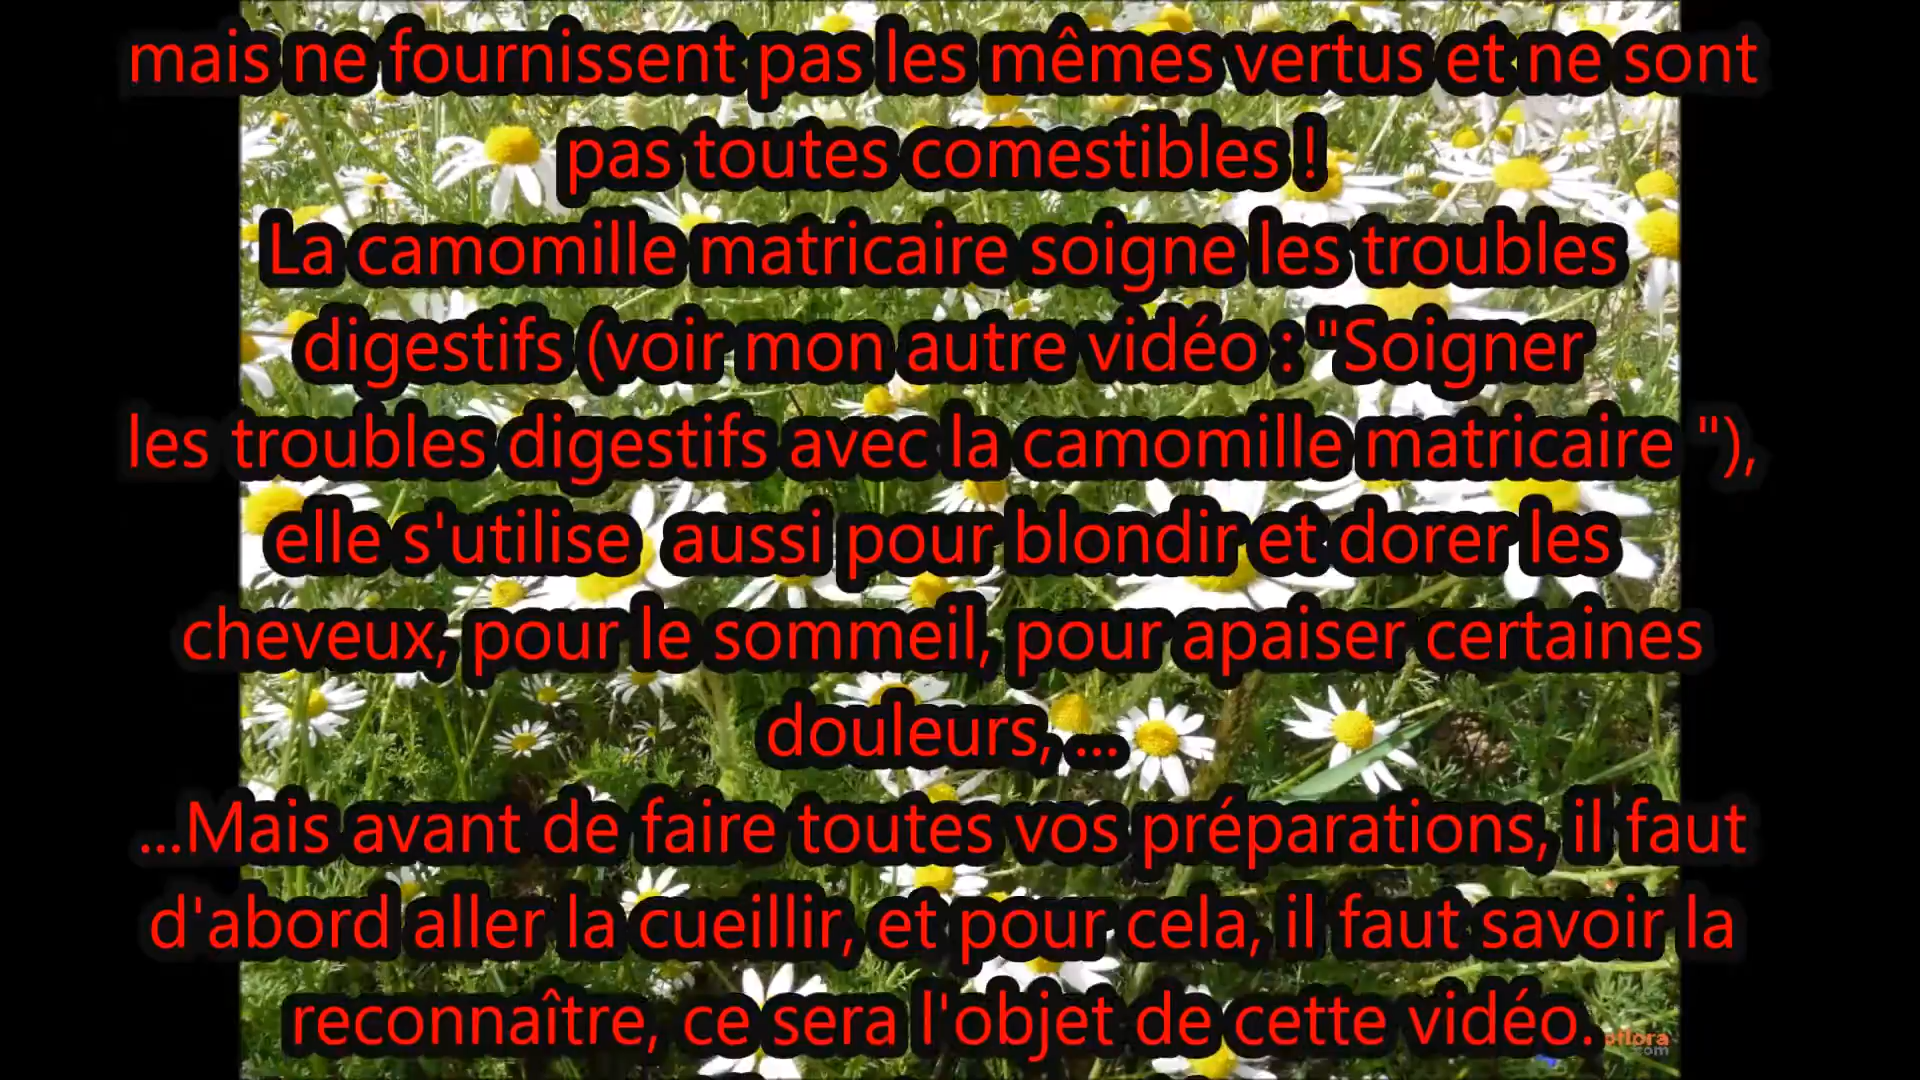 mais ne fournissent pas les mêmes vertus et ne sont
pas toutes comestibles !
La camomille matricaire soigne les troubles
digestifs (voir mon autre vidéo : "Soigner
les troubles digestifs avec la camomille matricaire "),
elle s'utilise  aussi pour blondir et dorer les
cheveux, pour le sommeil, pour apaiser certaines
douleurs, ...
...Mais avant de faire toutes vos préparations, il faut
d'abord aller la cueillir, et pour cela, il faut savoir la
reconnaître, ce sera l'objet de cette vidéo.